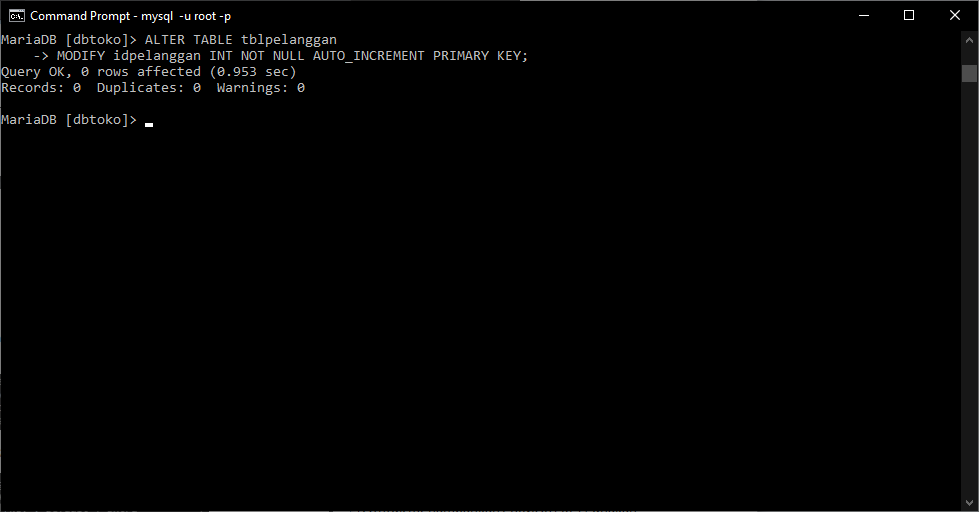 Command Prompt - mysql  -u root -p
MariaDB [dbtoko]> ALTER TABLE tblpelanggan
    -> MODIFY idpelanggan INT NOT NULL AUTO_INCREMENT PRIMARY KEY;
Query OK, 0 rows affected (0.953 sec)
Records: 0  Duplicates: 0  Warnings: 0
MariaDB [dbtoko]>